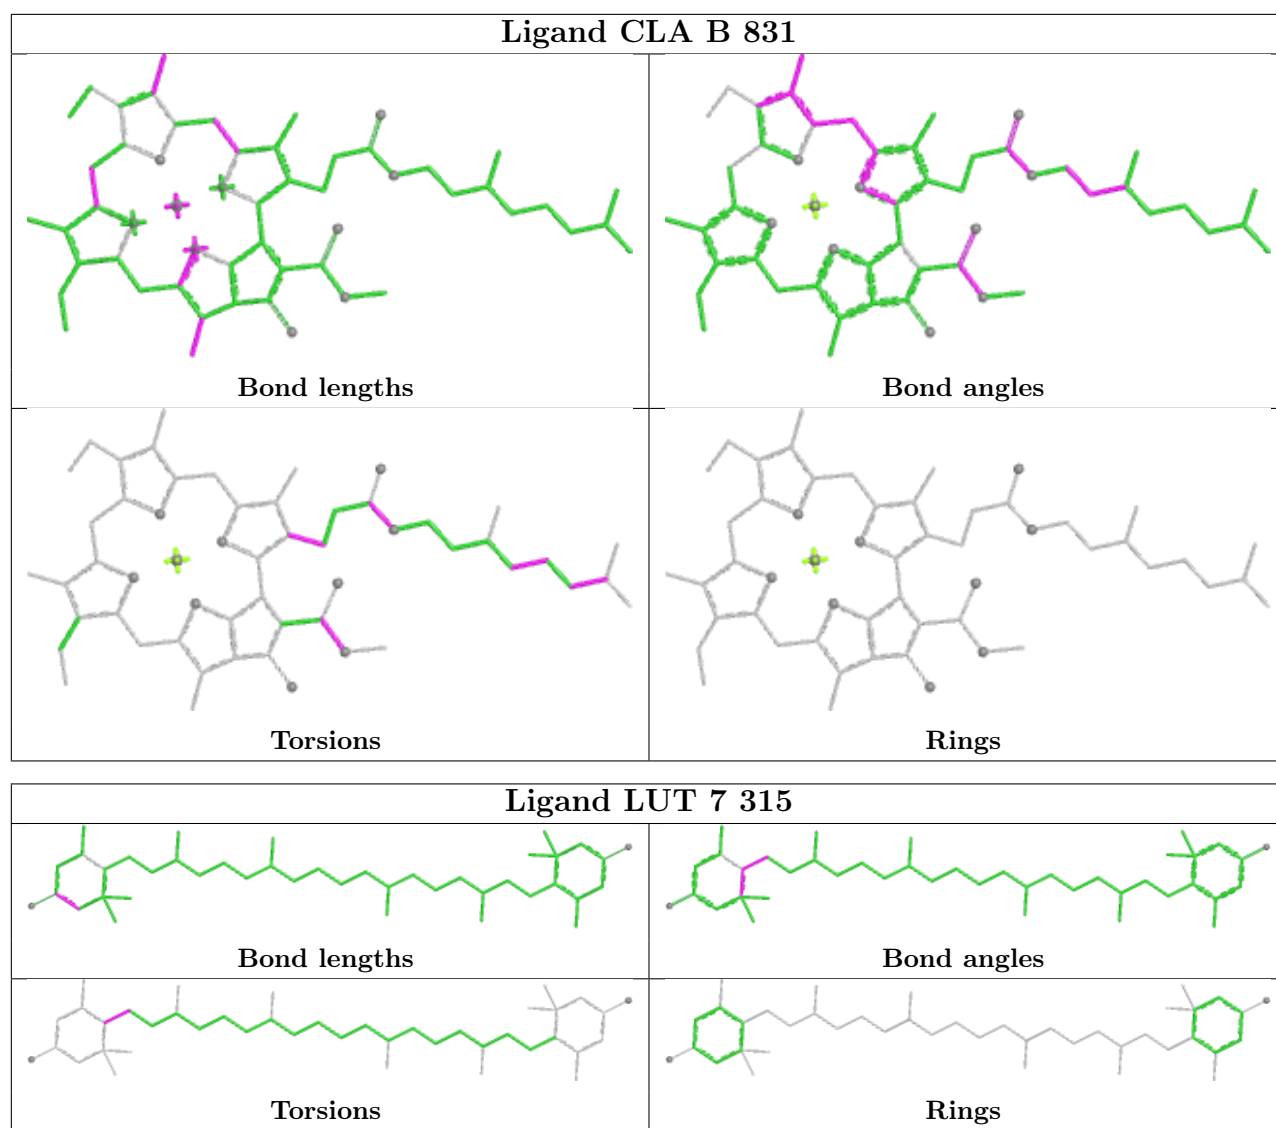 Ligand CLA B 831
Bond lengths
Bond angles
Torsions
Rings
Ligand LUT 7 315
Bond lengths
Bond angles
Torsions
Rings